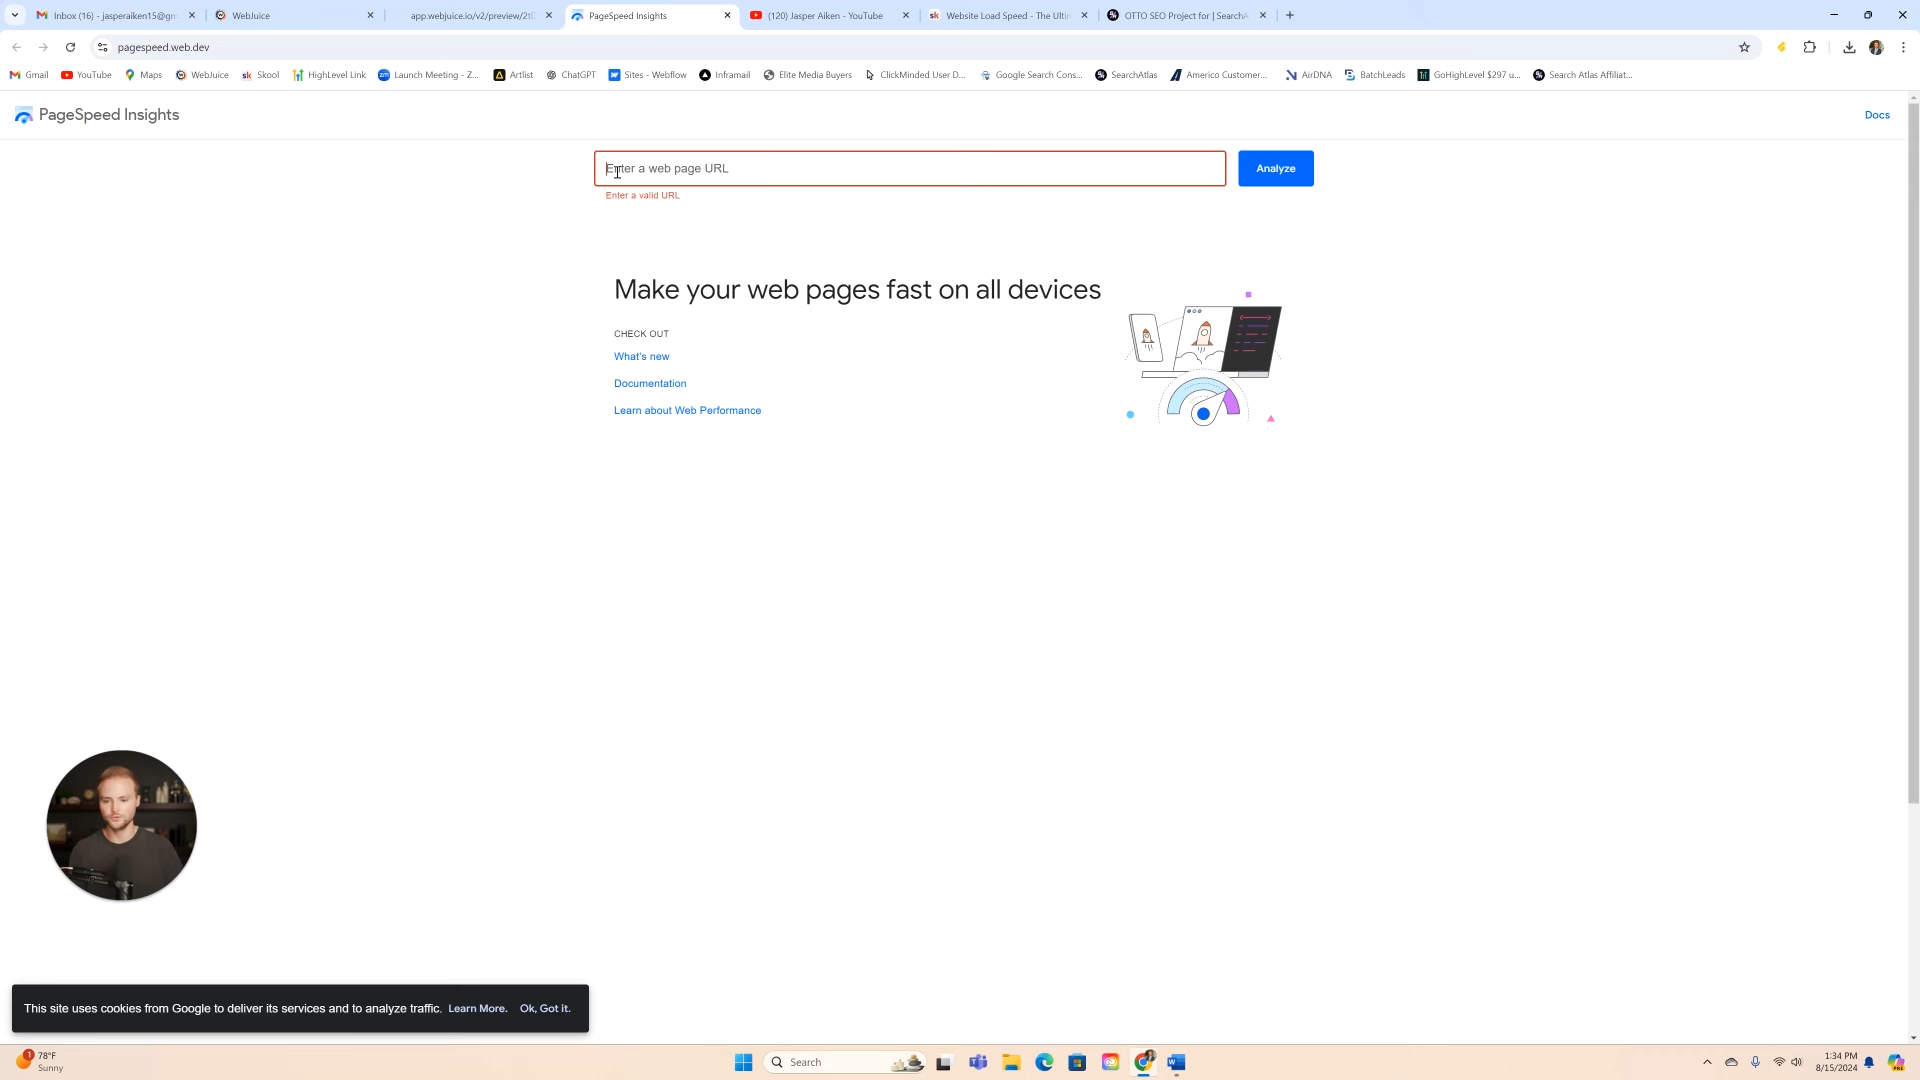 Inbox (16) - jasperaiken15@gm
WebJuice
app.webjuice.io/v2/preview/2tD
PageSpeed Insights
(120) Jasper Aiken - YouTube
Website Load Speed - The Ultim
OTTO SEO Project for | SearchA
pagespeed.web.dev
Gmail
YouTube
Maps
WebJuice
Skool
HighLevel Link
Launch Meeting - Z...
Artlist
ChatGPT
Sites - Webflow
Inframail
Elite Media Buyers
ClickMinded User D...
Google Search Cons...
SearchAtlas
Americo Customer...
AirDNA
BatchLeads
GoHighLevel $297 u...
Search Atlas Affiliat...
PageSpeed Insights
Docs
Enter a web page URL
Analyze
Enter a valid URL
Make your web pages fast on all devices
CHECK OUT
What's new
Documentation
Learn about Web Performance
This site uses cookies from Google to deliver its services and to analyze traffic. Learn More. Ok, Got it.
1
78°F
Sunny
Search
1:34 PM
8/15/2024